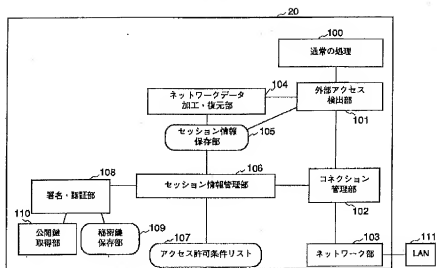 20
100
通常の処理
ネットワークデータ
加工・復元部
104
外部アクセス
検出部
101
セッション情報
保存部
105
106
108
署名・認証部
セッション情報管理部
コネクション
管理部
102
110
公開鍵
取得部
秘密鍵
保存部
109
107
アクセス許可条件リスト
103
ネットワーク部
111
LAN